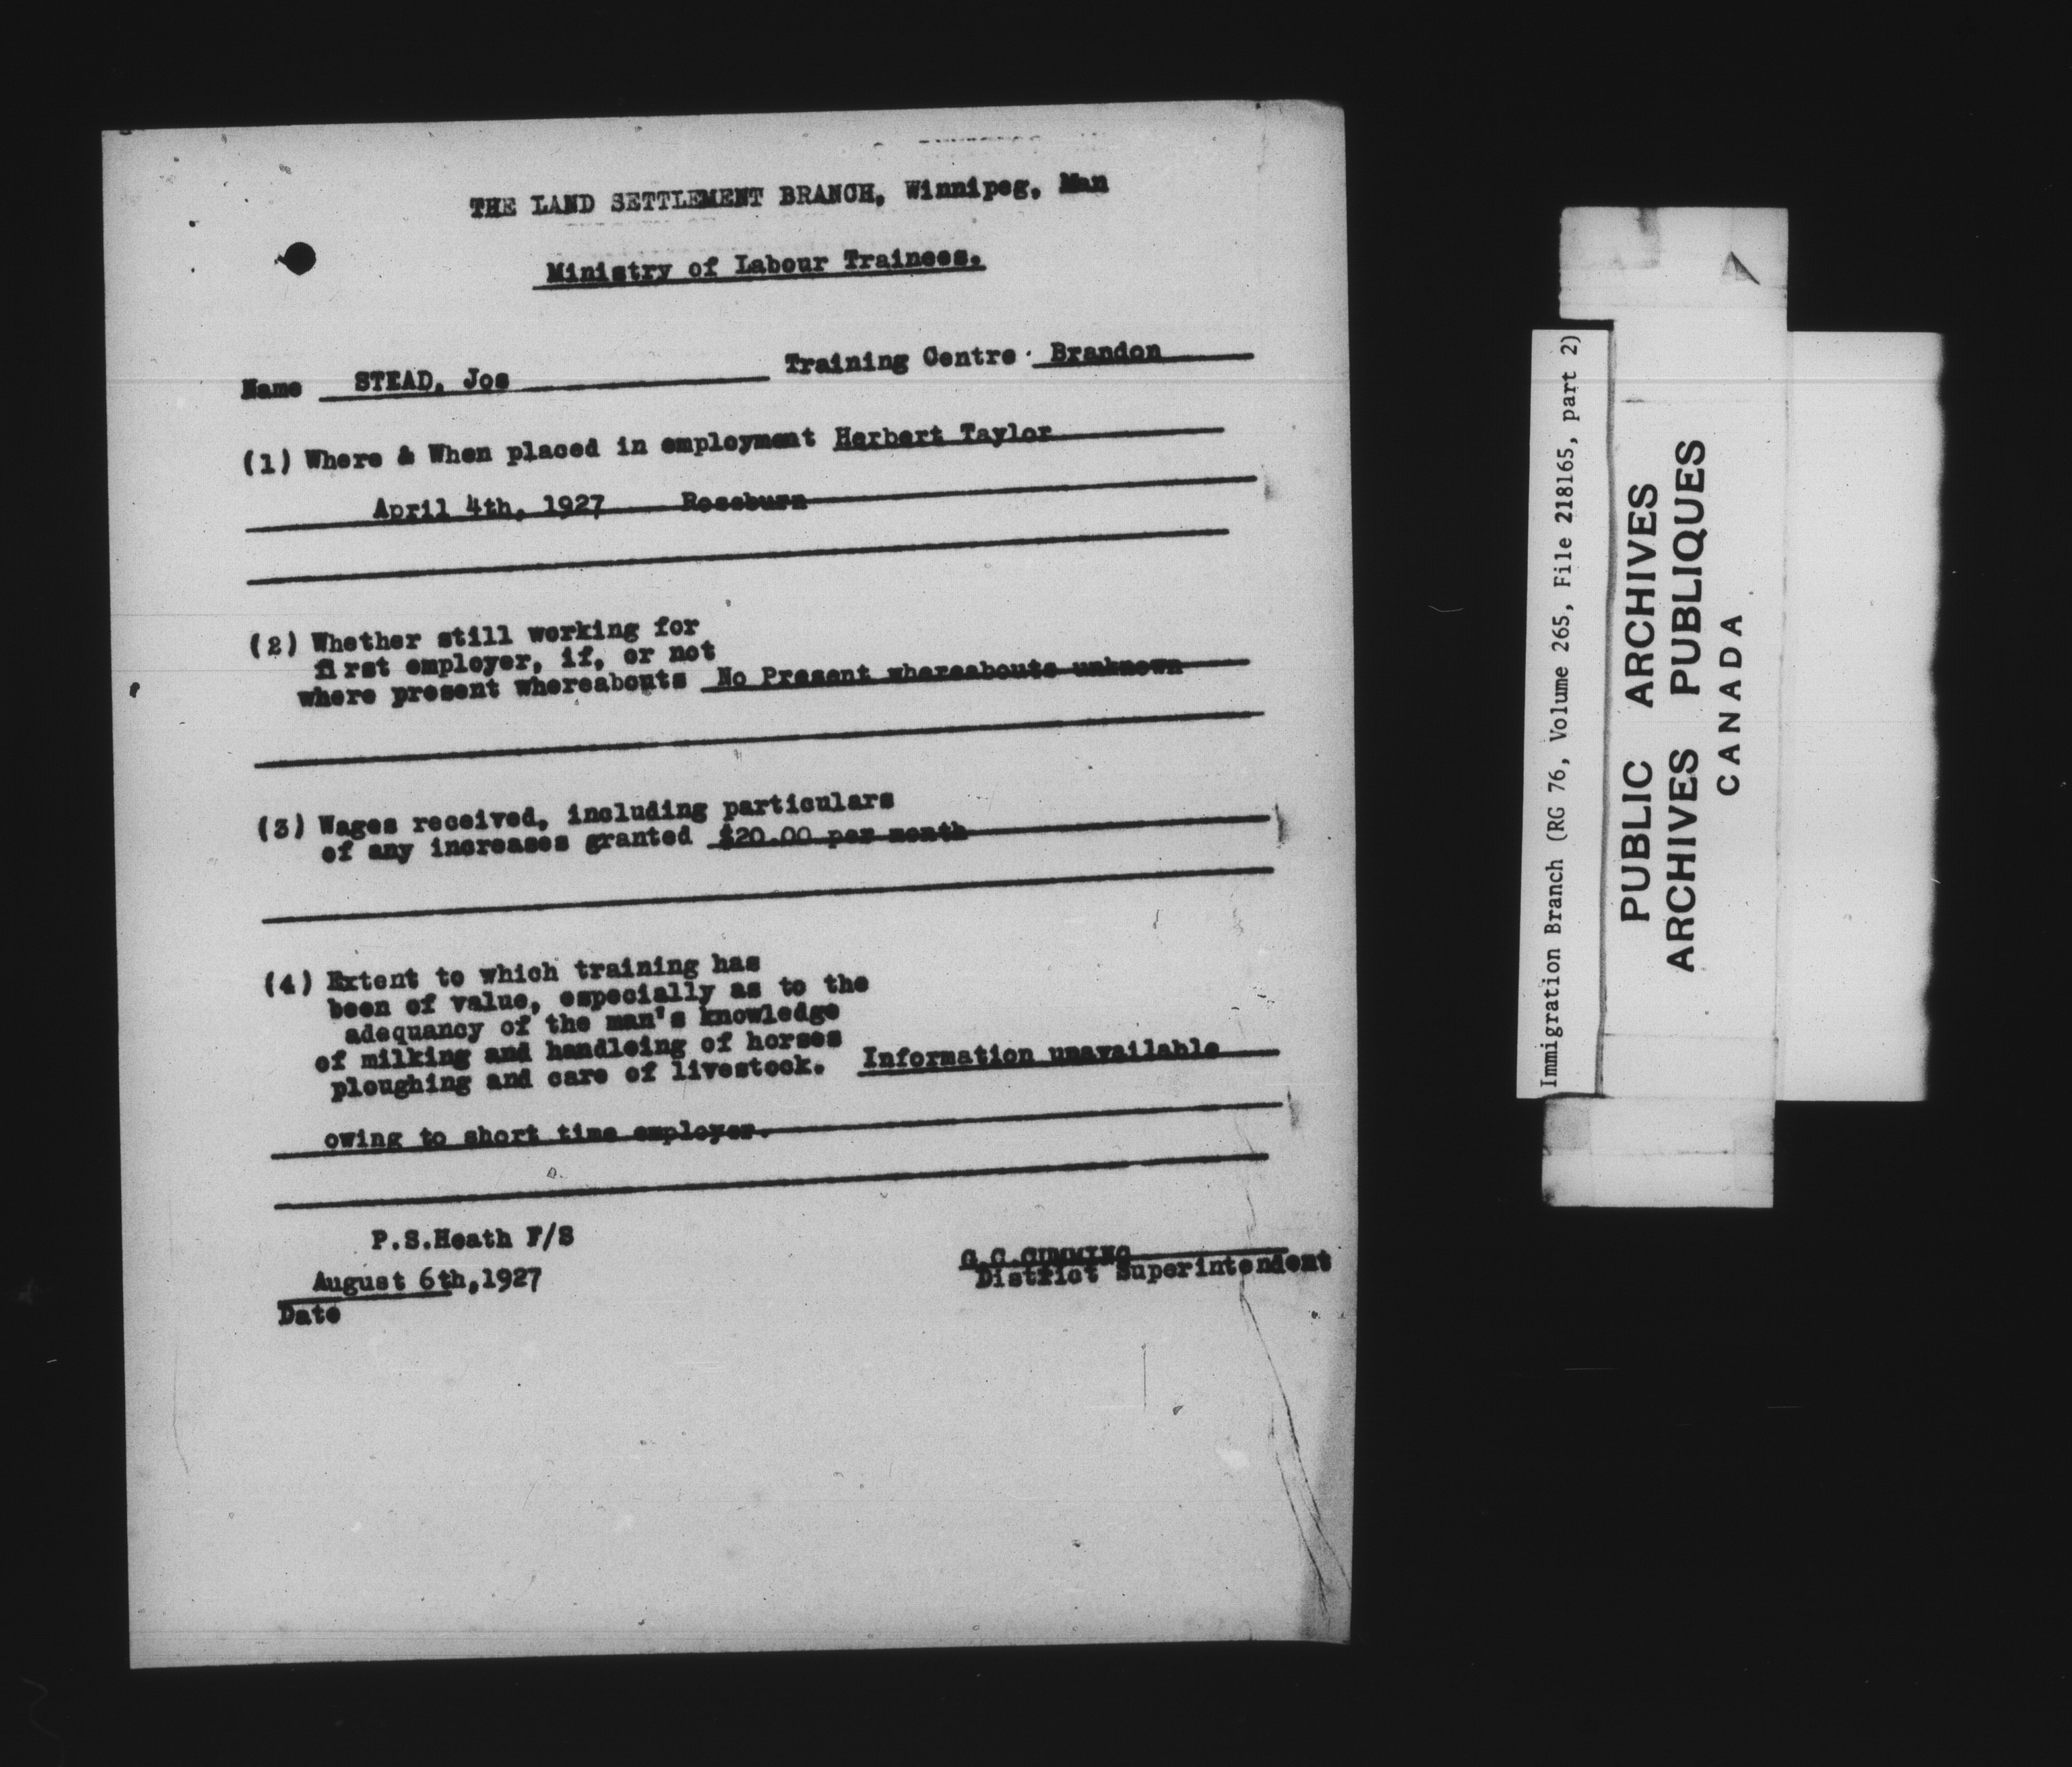 THE LAND SETTLEMENT BRANCH, Winnipeg, Man
Ministry of Labour Trainees.
Name STEAD, Jos Training Centre Brandon
(1) Where & When placed in employment Herbert Taylor
April 4th, 1927 Rossburn
(2) Whether still working for
first employer, if, or not
where present whereabouts No Present whereabouts unknown
(3) Wages received, including particulars
of any increases granted $20.00 per month
(4) Extent to which training has
been of value, especially as to the
adequancy of the man's knowledge
of milking and handleing of horses
ploughing and care of livestock. Information unavailable
owing to short time employer.
P.S.Heath F/S
August 6th,1927
Date
G.C.CUMMING
District Superintendent
Immigration Branch (RG 76, Volume 265, File 218165, part 2)
PUBLIC ARCHIVES
ARCHIVES PUBLIQUES
CANADA